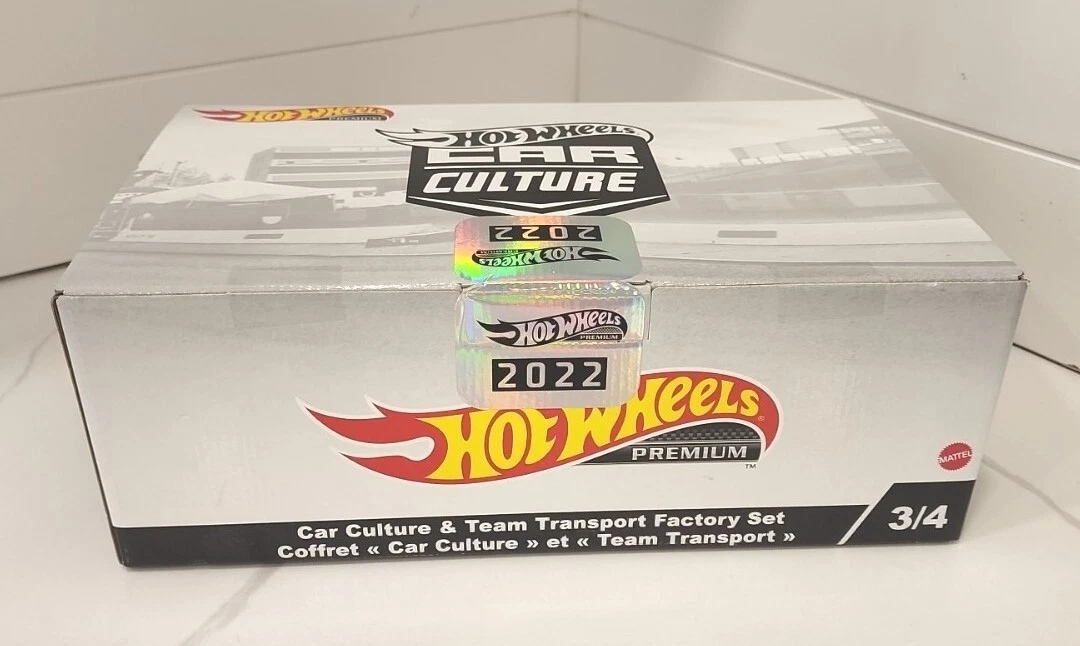 HOT WHEELS
PREMIUM
HOT WHEELS
CAR
CULTURE
2022
HOT WHEELS
HOT WHEELS
PREMIUM
2022
HOT WHEELS®
PREMIUM
™
MATTEL
Car Culture & Team Transport Factory Set
Coffret « Car Culture » et « Team Transport »
3/4